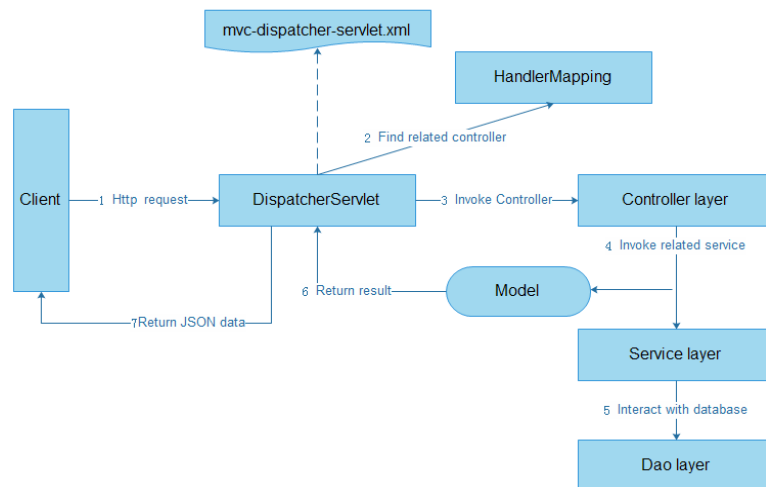 mvc-dispatcher-servlet.xml
HandlerMapping
2 Find related controller
Client
1 Http request
DispatcherServlet
3 Invoke Controller
Controller layer
4 Invoke related service
6 Return result
Model
7Return JSON data
Service layer
5 Interact with database
Dao layer